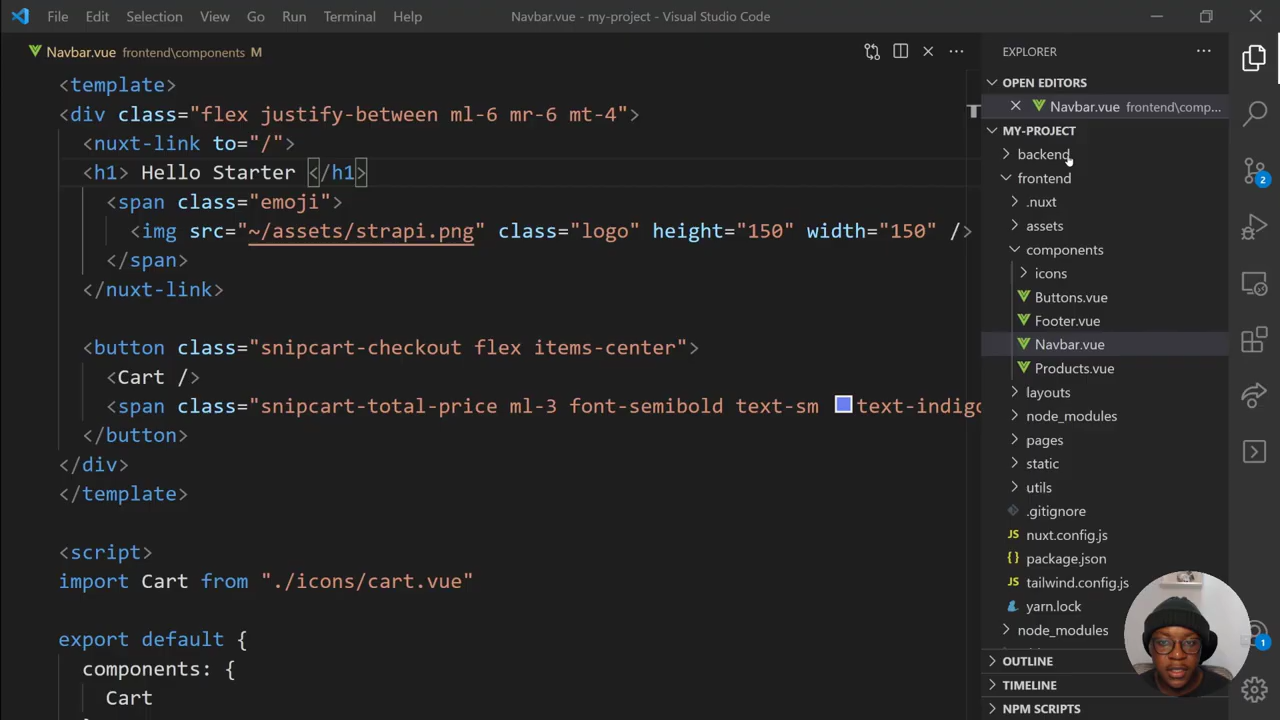 File Edit Selection View Go Run Terminal Help Navbar.vue - my-project - Visual Studio Code
Navbar.vue frontend\components M
<template>
<div class="flex justify-between ml-6 mr-6 mt-4">
<nuxt-link to="/">
<h1> Hello Starter </h1>
<span class="emoji">
<img src="~/assets/strapi.png" class="logo" height="150" width="150" />
</span>
</nuxt-link>
<button class="snipcart-checkout flex items-center">
<Cart />
<span class="snipcart-total-price ml-3 font-semibold text-sm text-indigo
</button>
</div>
</template>
<script>
import Cart from "./icons/cart.vue"
export default {
components: {
Cart
EXPLORER
OPEN EDITORS
Navbar.vue frontend\comp...
MY-PROJECT
backend
frontend
.nuxt
assets
components
icons
Buttons.vue
Footer.vue
Navbar.vue
Products.vue
layouts
node_modules
pages
static
utils
.gitignore
JS nuxt.config.js
{} package.json
JS tailwind.config.js
yarn.lock
node_modules
OUTLINE
TIMELINE
NPM SCRIPTS
2
1